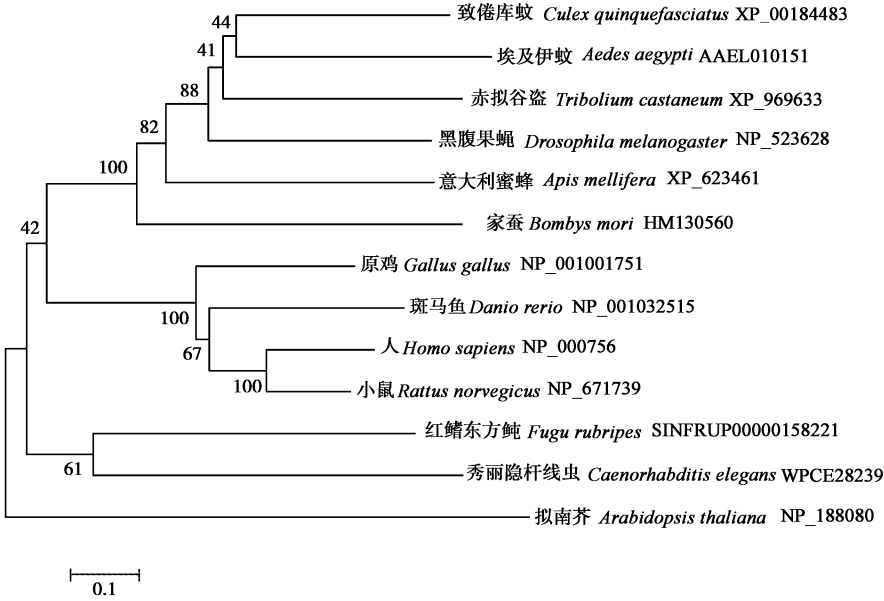 44 致倦库蚊 Culex quinquefasciatus XP_00184483
41 埃及伊蚊 Aedes aegypti AAEL010151
88 赤拟谷盗 Tribolium castaneum XP_969633
82 黑腹果蝇 Drosophila melanogaster NP_523628
100 意大利蜜蜂 Apis mellifera XP_623461
家蚕 Bombys mori HM130560
42
原鸡 Gallus gallus NP_001001751
100 斑马鱼 Danio rerio NP_001032515
67 人 Homo sapiens NP_000756
100 小鼠 Rattus norvegicus NP_671739
红鳍东方鲀 Fugu rubripes SINFRUP00000158221
61 秀丽隐杆线虫 Caenorhabditis elegans WPCE28239
拟南芥 Arabidopsis thaliana NP_188080
0.1